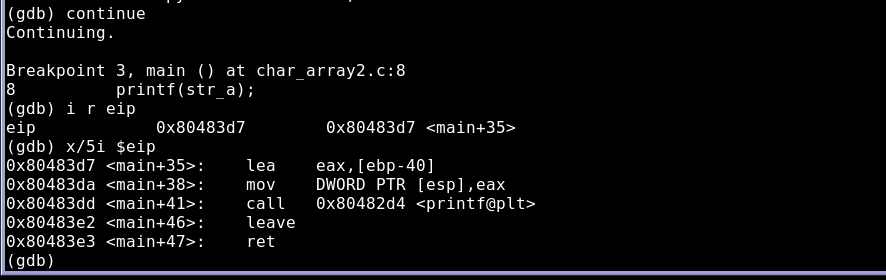 (gdb) continue
Continuing.
Breakpoint 3, main () at char_array2.c:8
8         printf(str_a);
(gdb) i r eip
eip            0x80483d7        0x80483d7 <main+35>
(gdb) x/5i $eip
0x80483d7 <main+35>:    lea    eax,[ebp-40]
0x80483da <main+38>:    mov    DWORD PTR [esp],eax
0x80483dd <main+41>:    call   0x80482d4 <printf@plt>
0x80483e2 <main+46>:    leave
0x80483e3 <main+47>:    ret
(gdb)